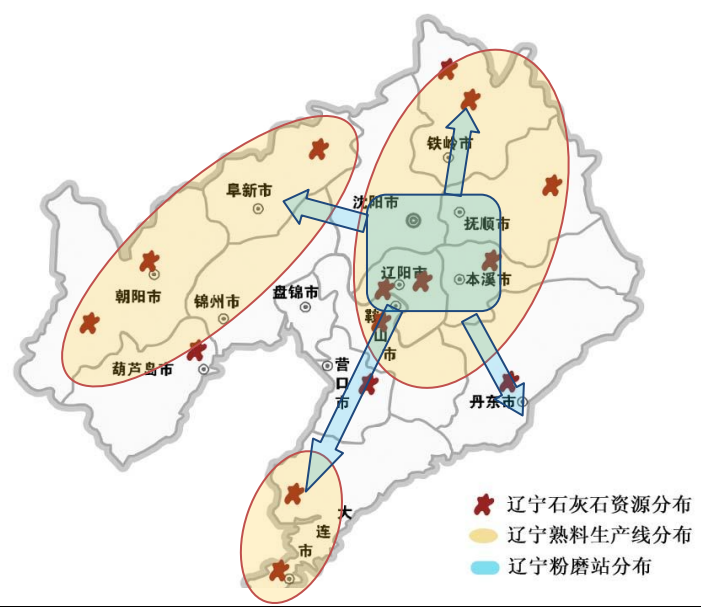 铁岭市
阜新市
沈阳市
抚顺市
辽阳市
本溪市
朝阳市
锦州市
盘锦市
鞍山市
葫芦岛市
营口市
丹东市
大连市
辽宁石灰石资源分布
辽宁熟料生产线分布
辽宁粉磨站分布